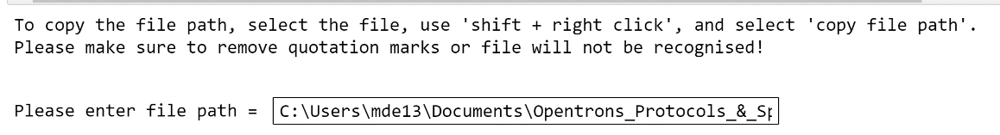 To copy the file path, select the file, use 'shift + right click', and select 'copy file path'.
Please make sure to remove quotation marks or file will not be recognised!
Please enter file path = C:\Users\mde13\Documents\Opentrons_Protocols_&_Sp